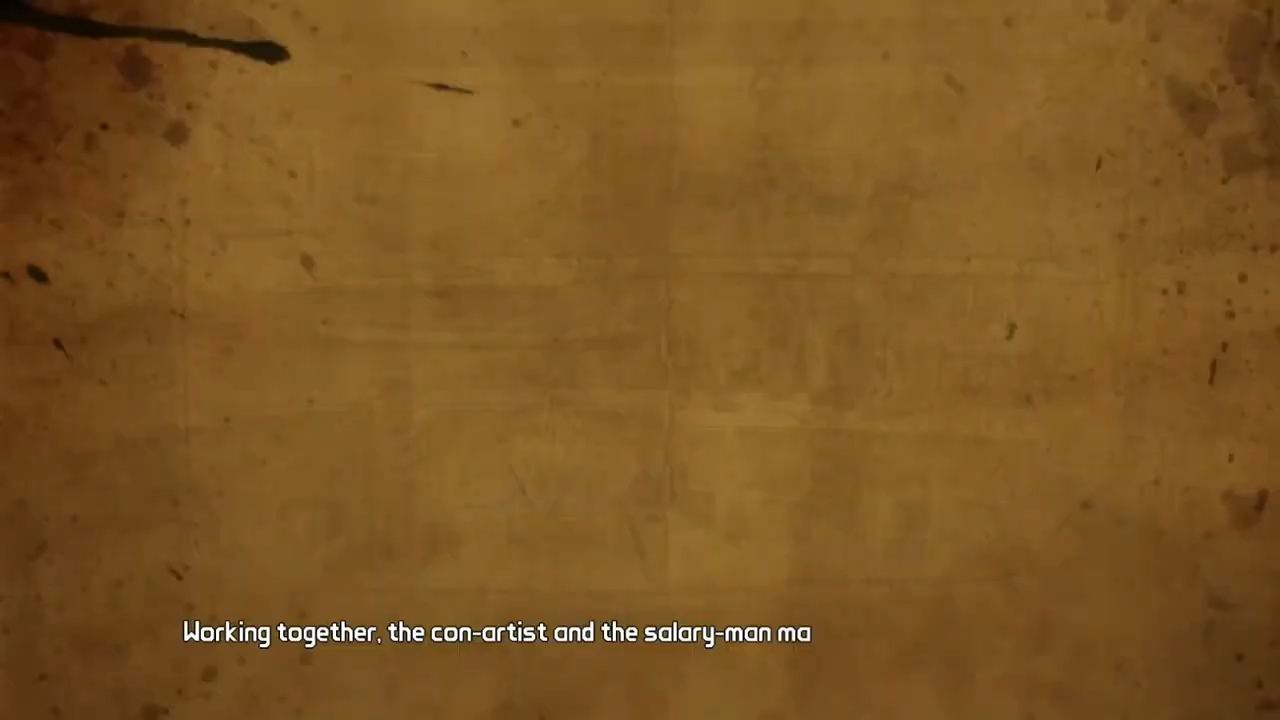 Working together, the con-artist and the salary-man ma